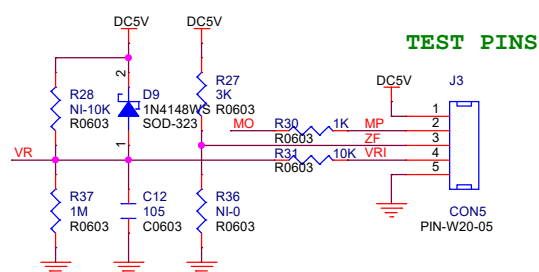 DC5V
DC5V
TEST PINS
2
R28
NI-10K
R0603
D9
1N4148WS
SOD-323
1
R27
3K
R0603
DC5V
J3
MO
R30
1K
R0603
MP
ZF
VR
R31
10K
R0603
VRI
1
2
3
4
5
R37
1M
R0603
C12
105
C0603
R36
NI-0
R0603
CON5
PIN-W20-05